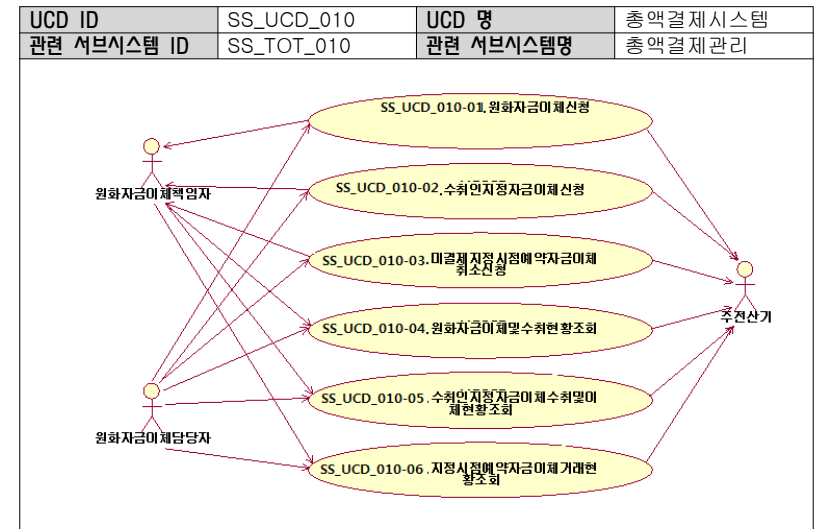 UCD ID SS_UCD_010 UCD 명 총액결제시스템
관련 서브시스템 ID SS_TOT_010 관련 서브시스템명 총액결제관리
SS_UCD_010-01.원화자금이체신청
원화자금이체책임자
SS_UCD_010-02.수취인지정자금이체신청
SS_UCD_010-03.미결제지정시점예약자금이체
취소신청
주전산기
SS_UCD_010-04.원화자금이체및수취현황조회
SS_UCD_010-05.수취인지정자금이체수취및이
체현황조회
원화자금이체담당자
SS_UCD_010-06.지정시점예약자금이체거래현
황조회